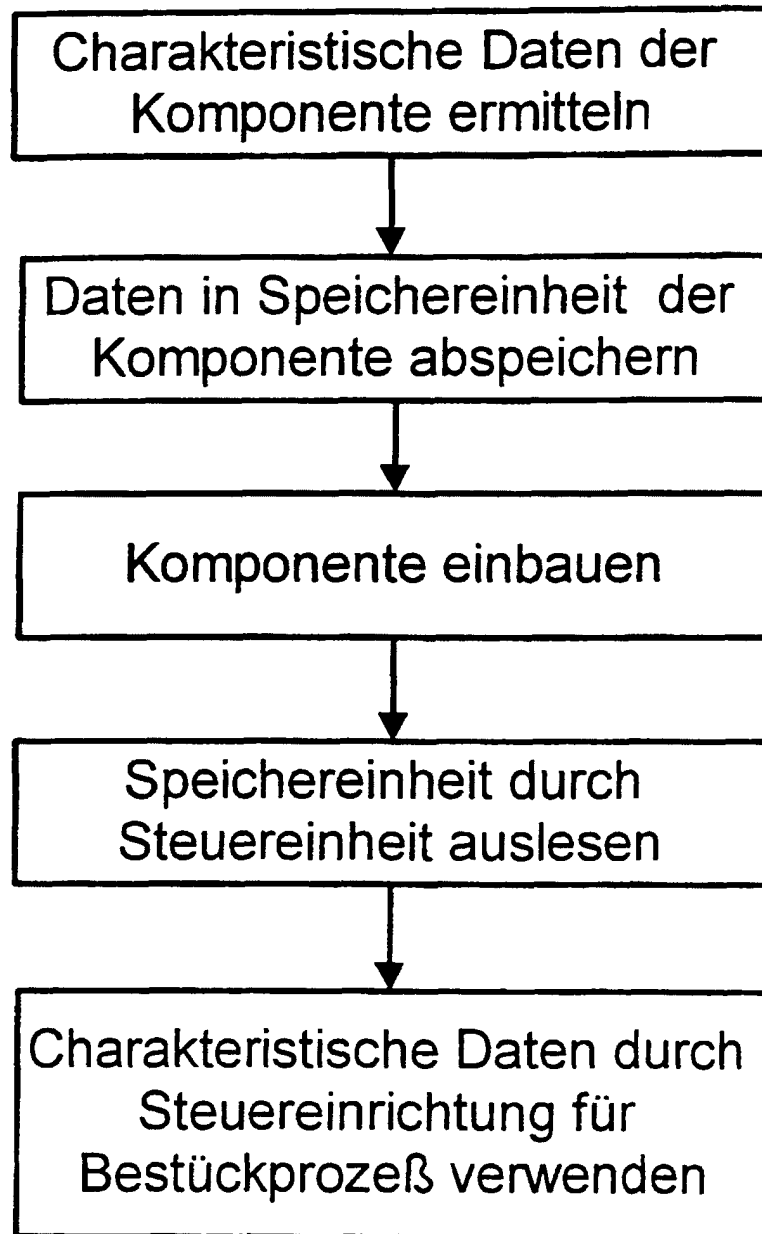 Charakteristische Daten der
Komponente ermitteln
Daten in Speichereinheit der
Komponente abspeichern
Komponente einbauen
Speichereinheit durch
Steuereinheit auslesen
Charakteristische Daten durch
Steuereinrichtung für
Bestückprozeß verwenden